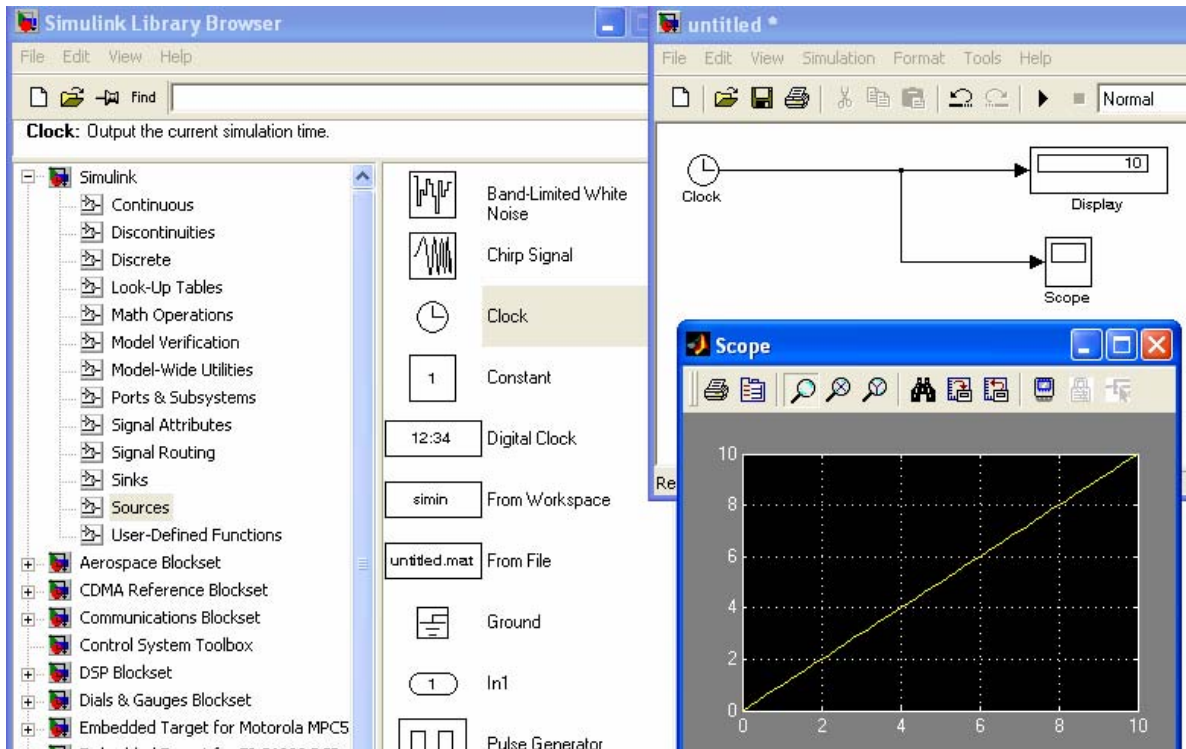 Simulink Library Browser
File Edit View Help
Find
Clock: Output the current simulation time.
Simulink
Continuous
Discontinuities
Discrete
Look-Up Tables
Math Operations
Model Verification
Model-Wide Utilities
Ports & Subsystems
Signal Attributes
Signal Routing
Sinks
Sources
User-Defined Functions
Aerospace Blockset
CDMA Reference Blockset
Communications Blockset
Control System Toolbox
DSP Blockset
Dials & Gauges Blockset
Embedded Target for Motorola MPC5
Band-Limited White
Noise
Chirp Signal
Clock
1 Constant
12:34 Digital Clock
simin From Workspace
untitled.mat From File
Ground
1 In1
Pulse Generator
untitled *
File Edit View Simulation Format Tools Help
Normal
10
Clock
Display
Scope
Re
Scope
10
8
6
4
2
0
0 2 4 6 8 10